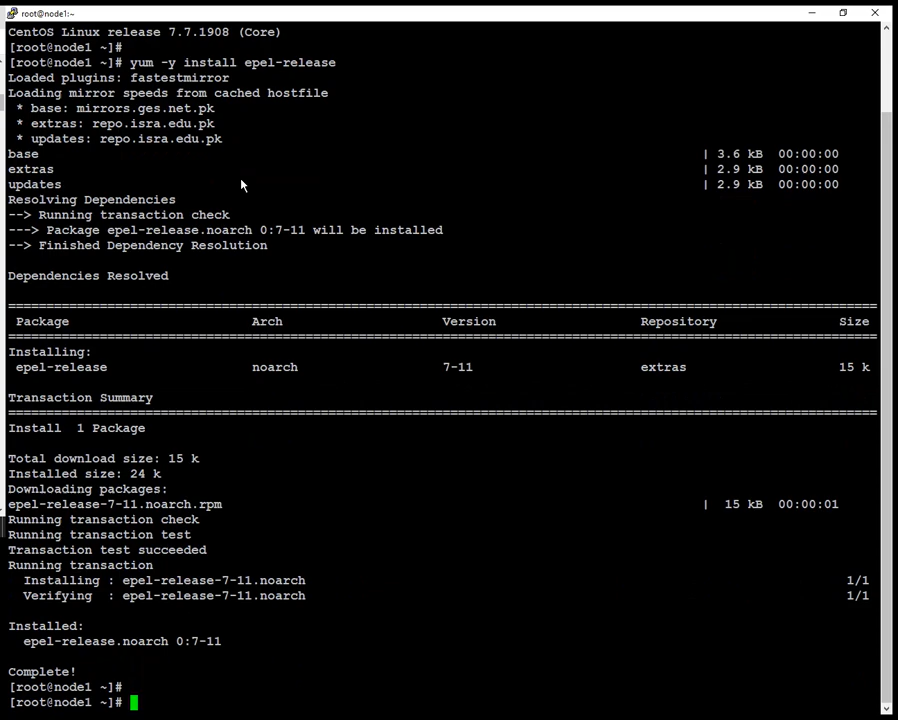 root@node1:~
CentOS Linux release 7.7.1908 (Core)
[root@node1 ~]#
[root@node1 ~]# yum -y install epel-release
Loaded plugins: fastestmirror
Loading mirror speeds from cached hostfile
 * base: mirrors.ges.net.pk
 * extras: repo.isra.edu.pk
 * updates: repo.isra.edu.pk
base | 3.6 kB 00:00:00
extras | 2.9 kB 00:00:00
updates | 2.9 kB 00:00:00
Resolving Dependencies
--> Running transaction check
---> Package epel-release.noarch 0:7-11 will be installed
--> Finished Dependency Resolution
Dependencies Resolved
================================================================================
 Package Arch Version Repository Size
================================================================================
Installing:
 epel-release noarch 7-11 extras 15 k
Transaction Summary
================================================================================
Install  1 Package
Total download size: 15 k
Installed size: 24 k
Downloading packages:
epel-release-7-11.noarch.rpm | 15 kB 00:00:01
Running transaction check
Running transaction test
Transaction test succeeded
Running transaction
  Installing : epel-release-7-11.noarch 1/1
  Verifying  : epel-release-7-11.noarch 1/1
Installed:
  epel-release.noarch 0:7-11
Complete!
[root@node1 ~]#
[root@node1 ~]#